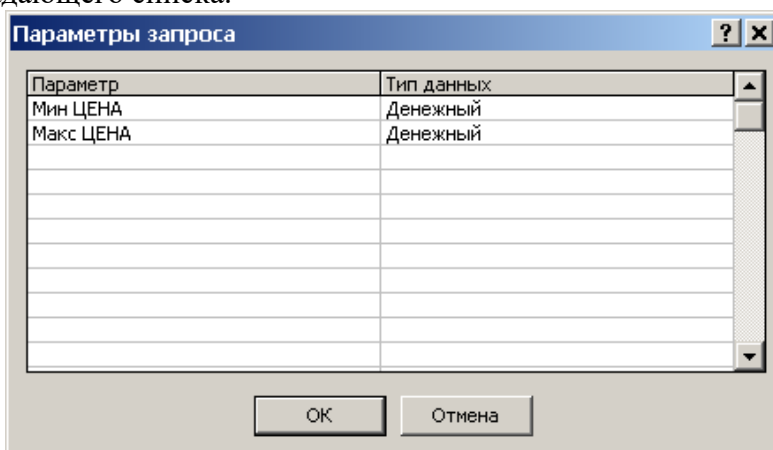 Параметры запроса
Параметр Тип данных
Мин ЦЕНА Денежный
Макс ЦЕНА Денежный
ОК Отмена